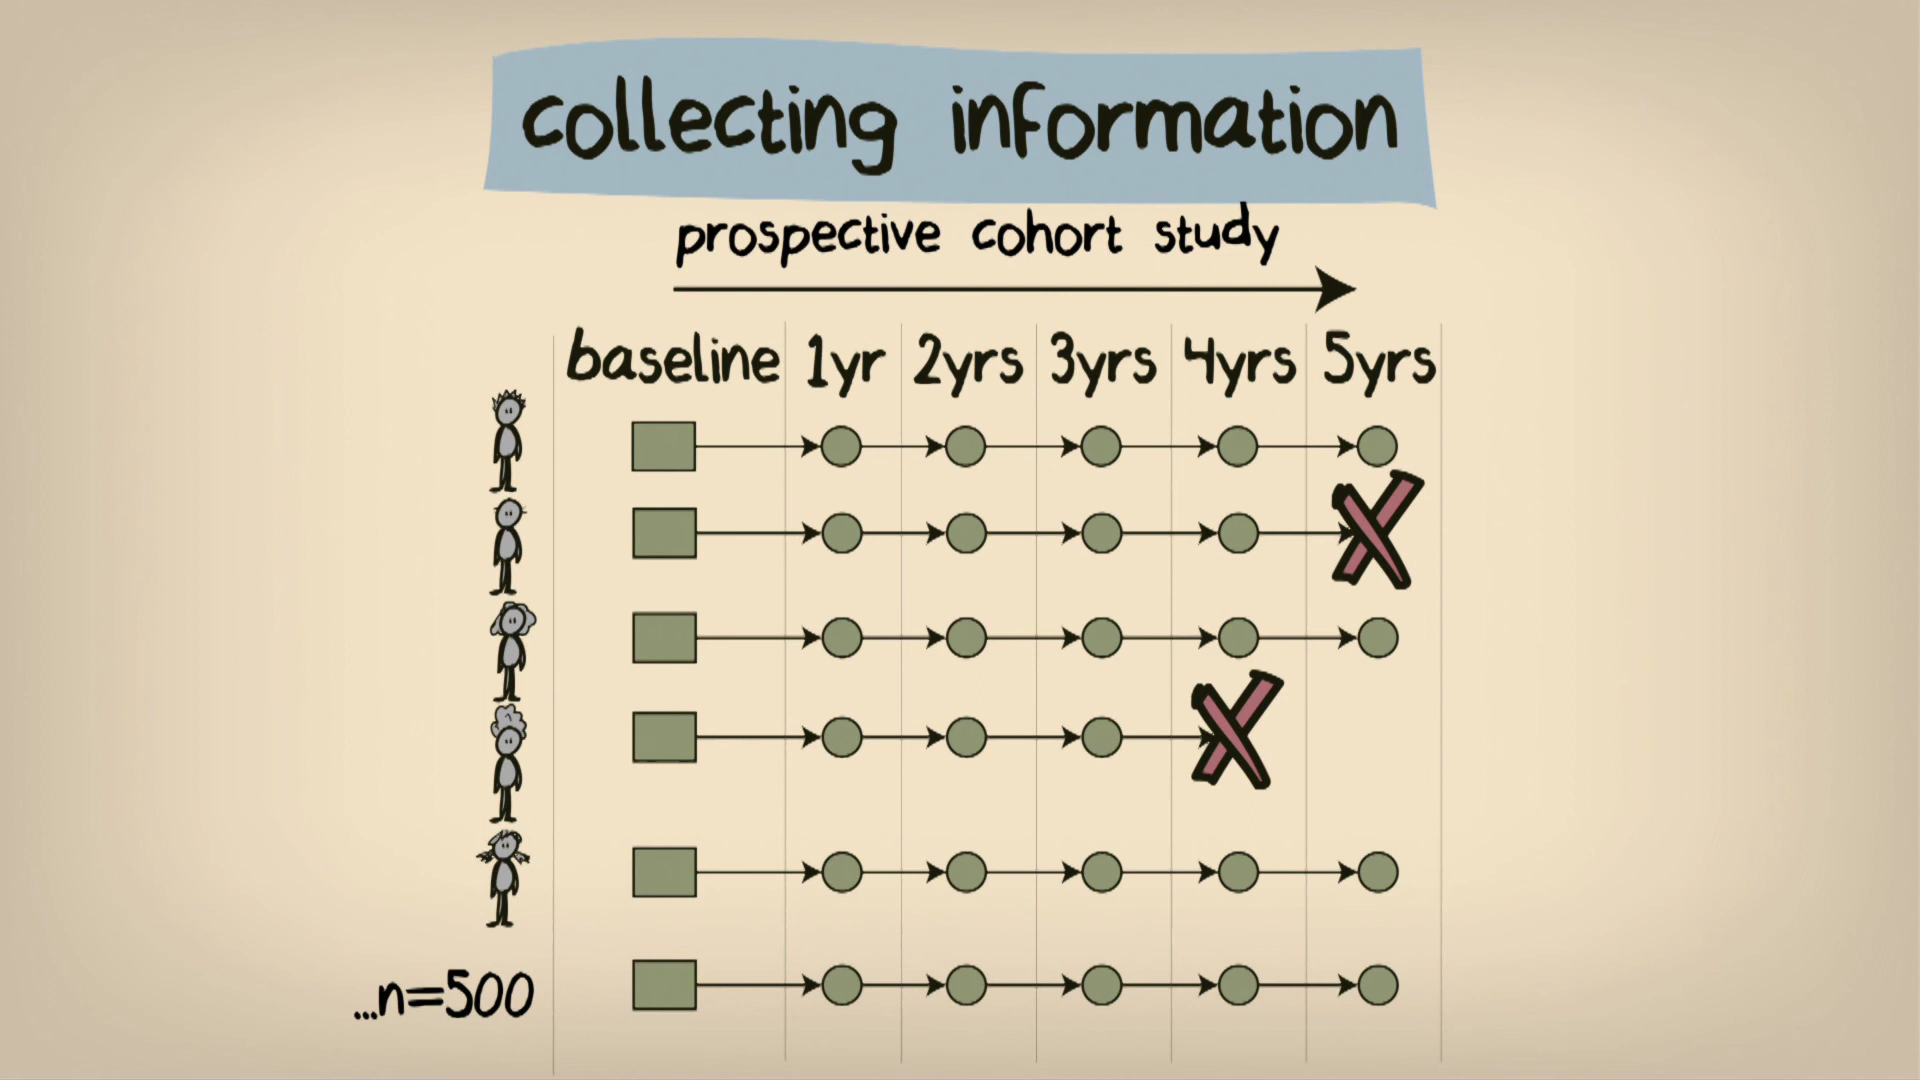 collecting information
prospective cohort study
baseline 1yr 2yrs 3yrs 4yrs 5yrs
...n=500